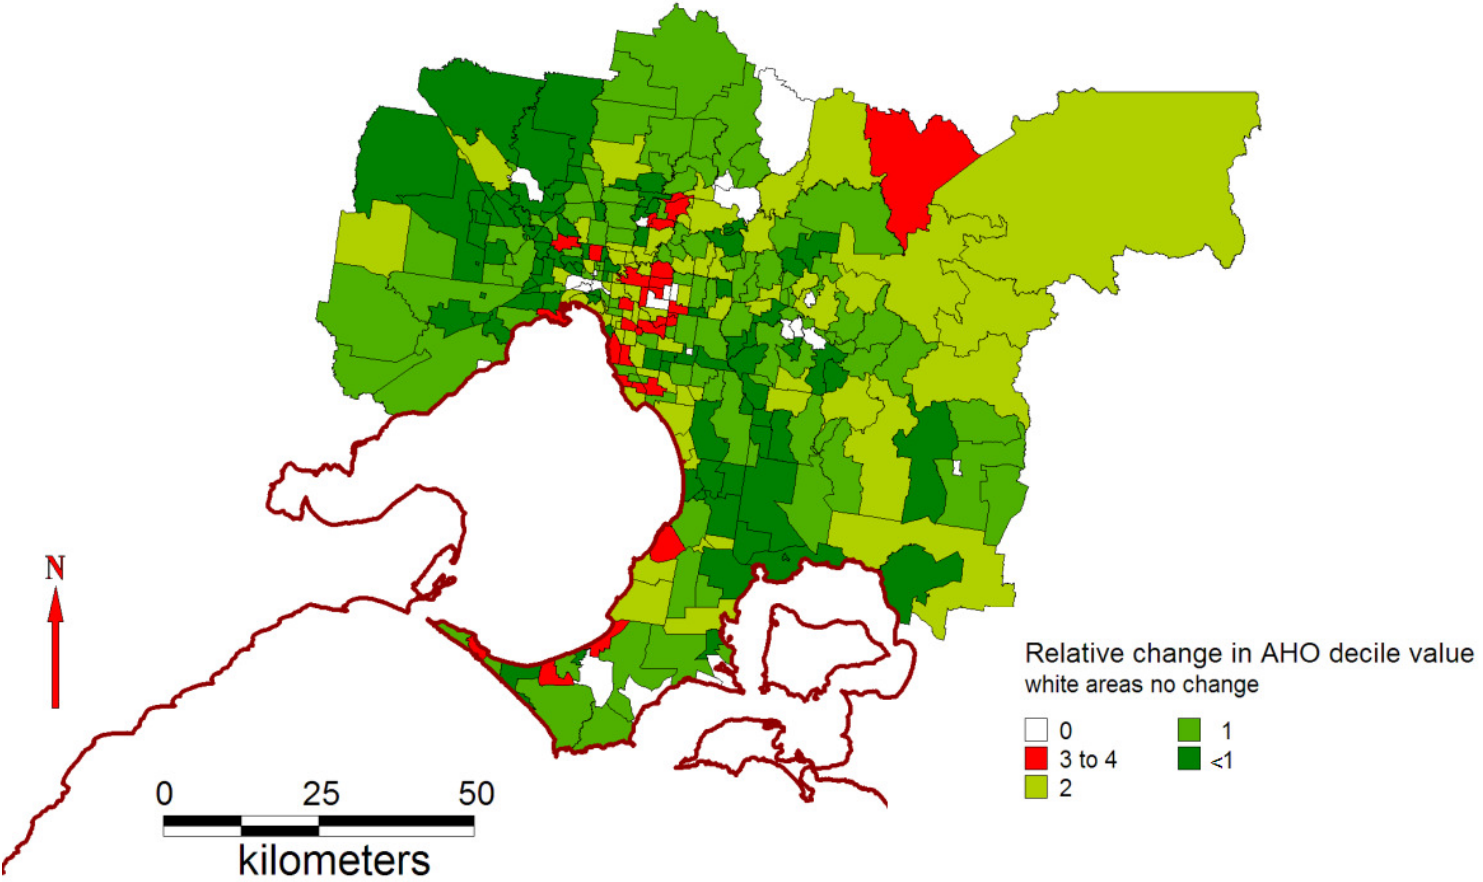 N
Relative change in AHO decile value
white areas no change
0 1
3 to 4 <1
2
0 25 50
kilometers